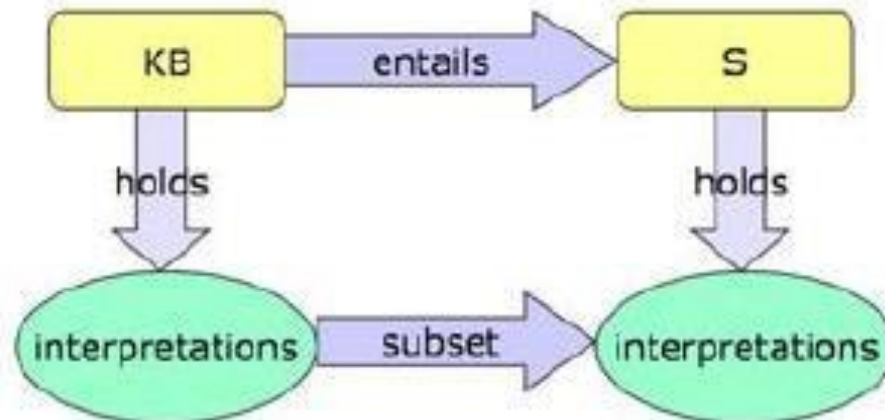 KB
entails
S
holds
holds
interpretations
subset
interpretations